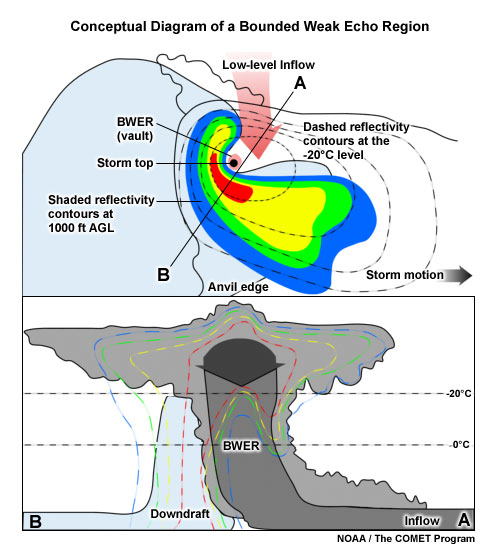 Conceptual Diagram of a Bounded Weak Echo Region
Low-level Inflow
A
BWER
(vault)
Dashed reflectivity
contours at the
-20°C level
Storm top
Shaded reflectivity
contours at
1000 ft AGL
B
Storm motion
Anvil edge
-20°C
0°C
BWER
B
Downdraft
Inflow
A
NOAA / The COMET Program